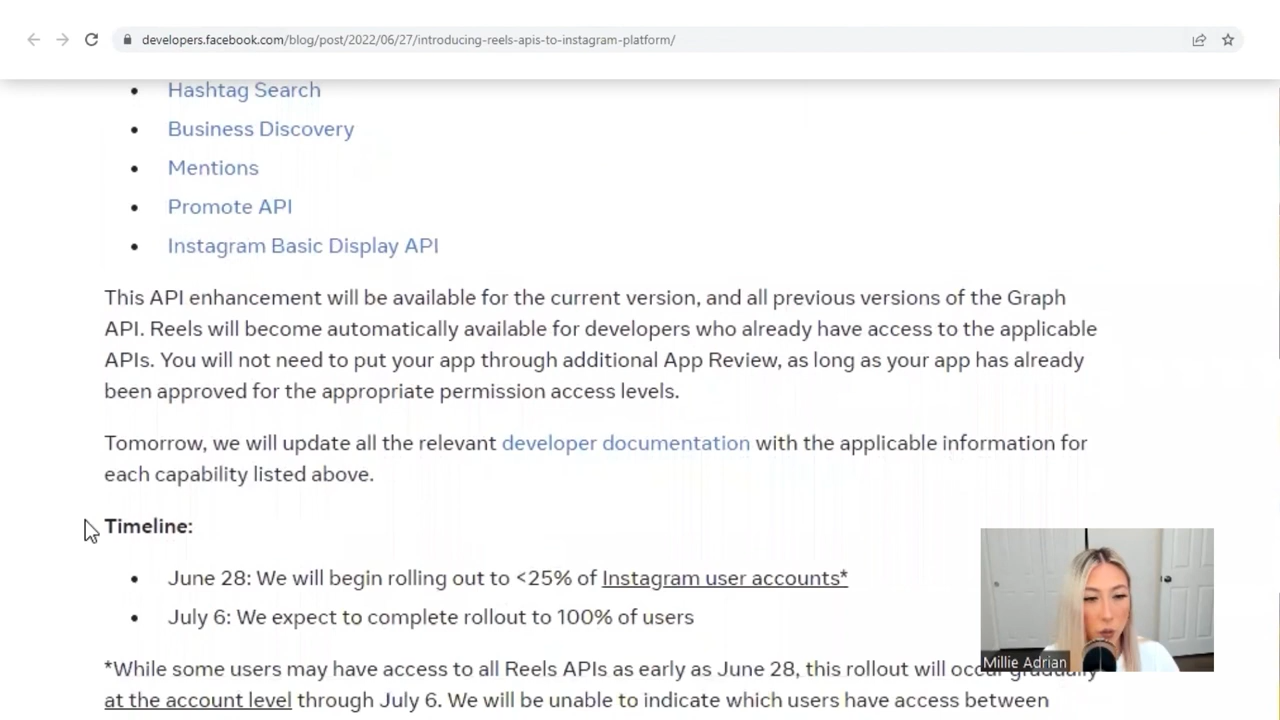 developers.facebook.com/blog/post/2022/06/27/introducing-reels-apis-to-instagram-platform/
• Hashtag Search
• Business Discovery
• Mentions
• Promote API
• Instagram Basic Display API
This API enhancement will be available for the current version, and all previous versions of the Graph
API. Reels will become automatically available for developers who already have access to the applicable
APIs. You will not need to put your app through additional App Review, as long as your app has already
been approved for the appropriate permission access levels.
Tomorrow, we will update all the relevant developer documentation with the applicable information for
each capability listed above.
Timeline:
• June 28: We will begin rolling out to <25% of Instagram user accounts*
• July 6: We expect to complete rollout to 100% of users
*While some users may have access to all Reels APIs as early as June 28, this rollout will occur gradually
at the account level through July 6. We will be unable to indicate which users have access between
Millie Adrian